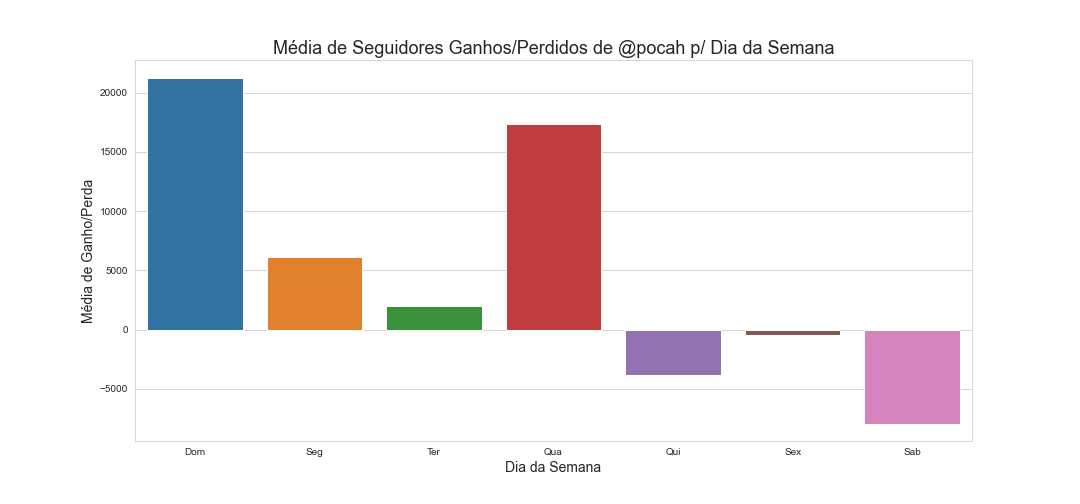 Média de Seguidores Ganhos/Perdidos de @pocah p/ Dia da Semana
Média de Ganho/Perda
20000
15000
10000
5000
0
−5000
Dom Seg Ter Qua Qui Sex Sab
Dia da Semana